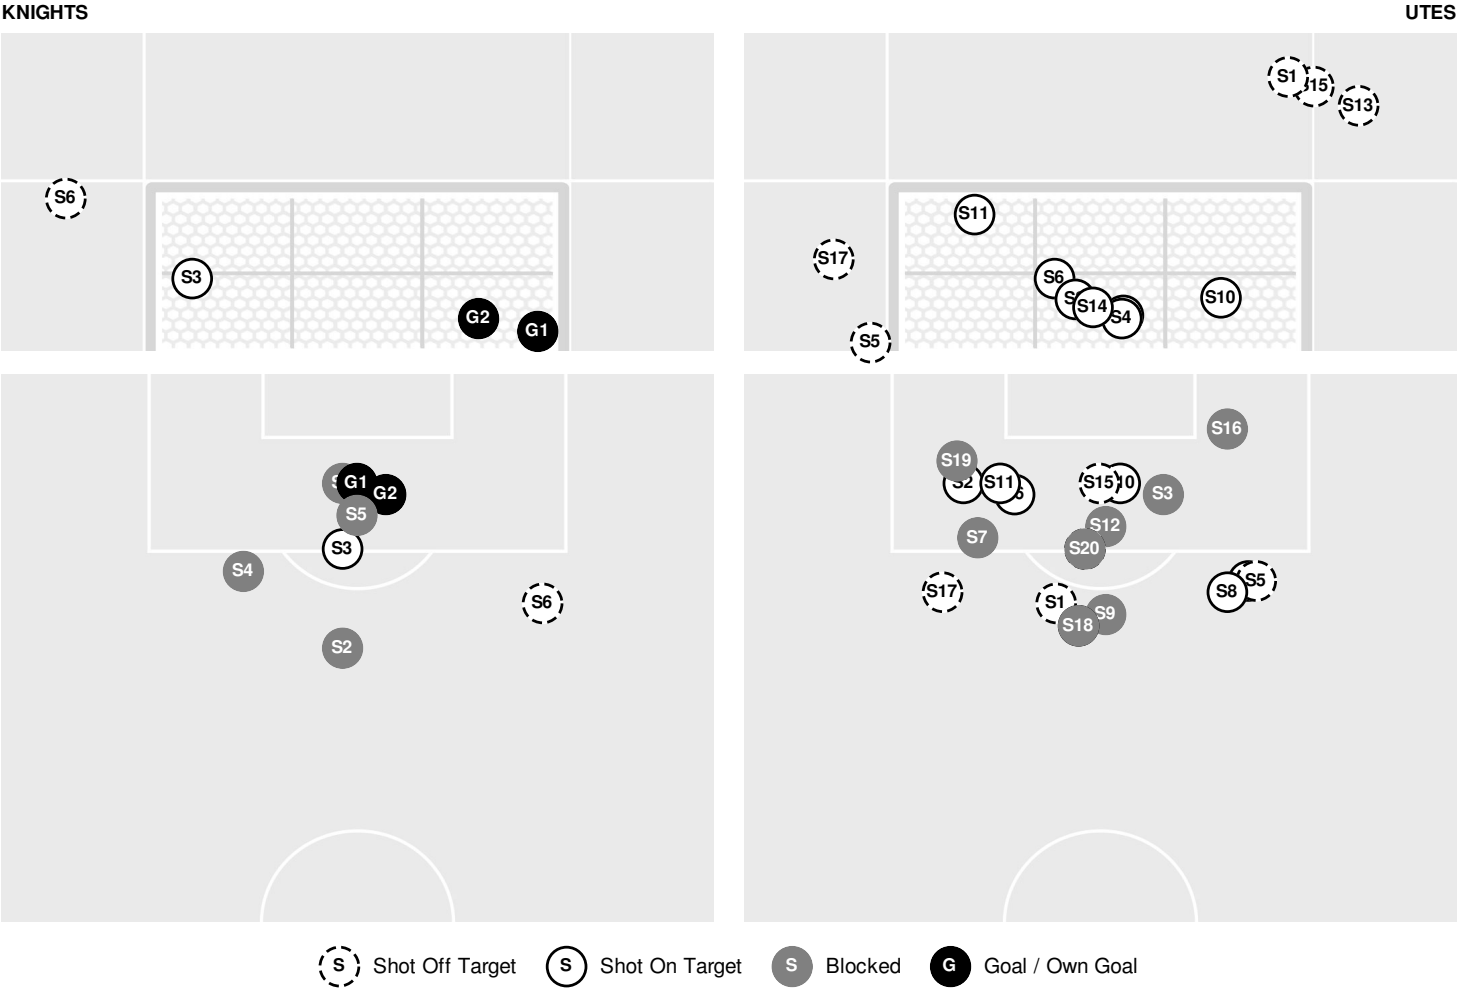 KNIGHTS
UTES
S1
S13
S6
S11
S17
S3
S6
S10
S14
G2
S4
G1
S5
S16
S19
G1
S11
S15
G2
S3
S5
S12
S7
S3
S20
S4
S5
S17
S8
S6
S1
S9
S18
S2
S Shot Off Target S Shot On Target S Blocked G Goal / Own Goal